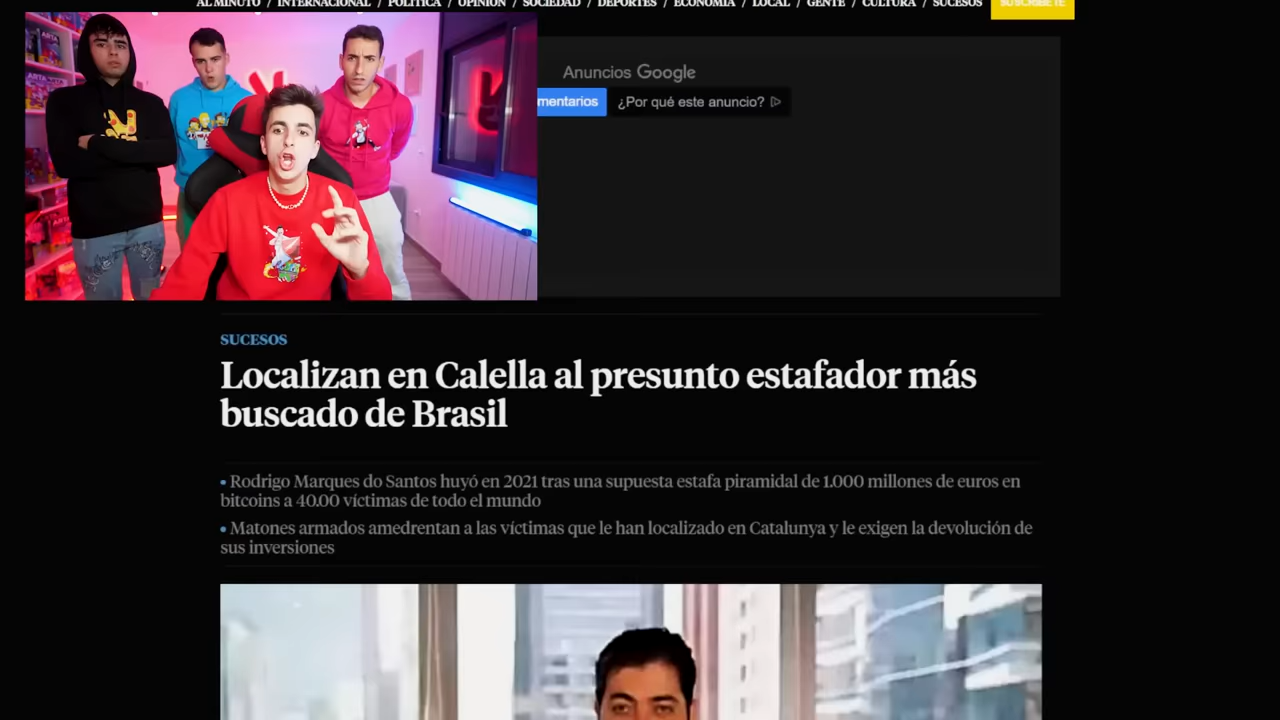 AL MINUTO / INTERNACIONAL / POLÍTICA / OPINIÓN / SOCIEDAD / DEPORTES / ECONOMÍA / LOCAL / GENTE / CULTURA / SUCESOS SUSCRÍBETE
Anuncios Google
mentarios ¿Por qué este anuncio?
ARTA
ARTA
SUCESOS
Localizan en Calella al presunto estafador más
buscado de Brasil
• Rodrigo Marques do Santos huyó en 2021 tras una supuesta estafa piramidal de 1.000 millones de euros en
bitcoins a 40.00 víctimas de todo el mundo
• Matones armados amedrentan a las víctimas que le han localizado en Catalunya y le exigen la devolución de
sus inversiones